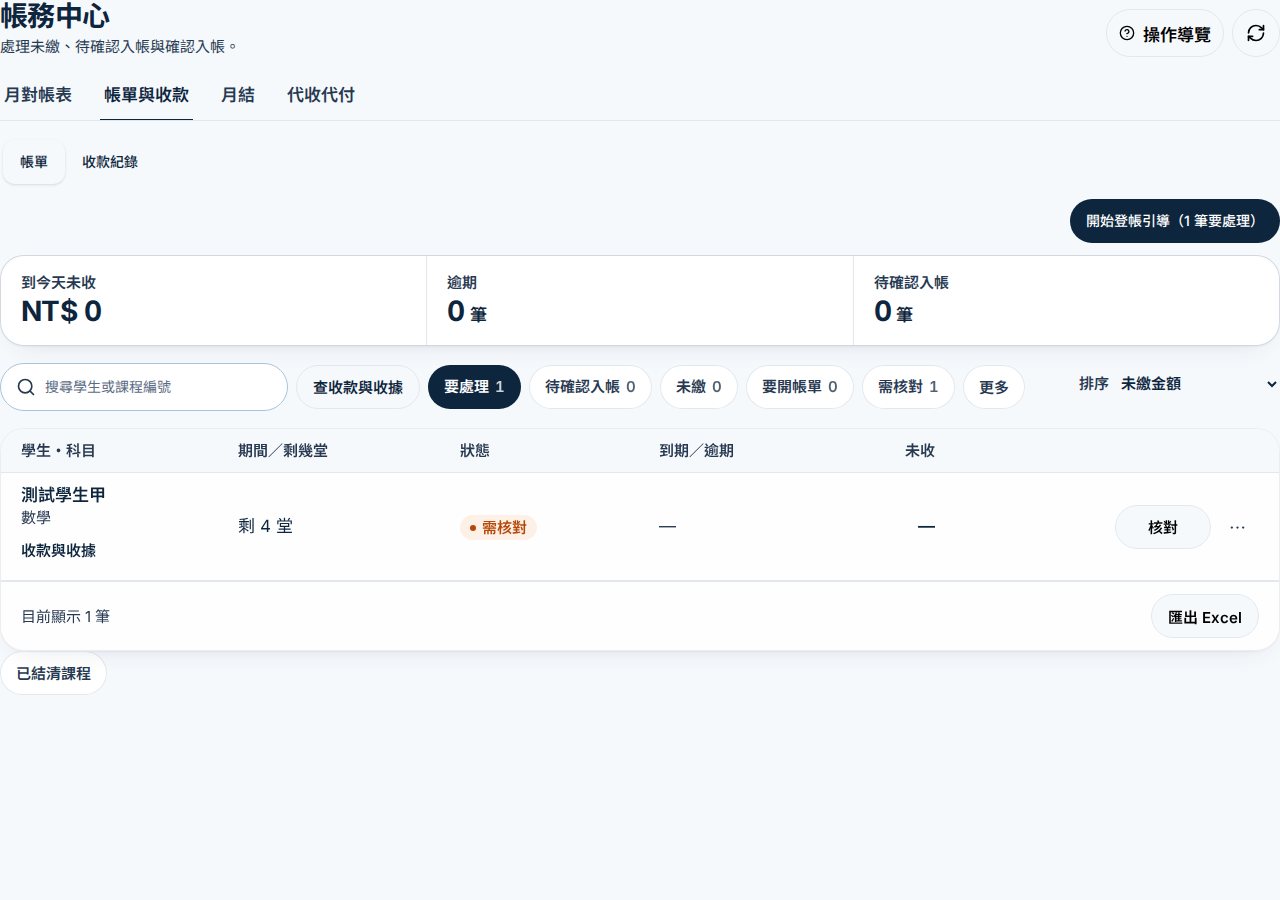 帳務中心
處理未繳、待確認入帳與確認入帳。
操作導覽
月對帳表 帳單與收款 月結 代收代付
帳單 收款紀錄
開始登帳引導（1 筆要處理）
到今天未收 逾期 待確認入帳
NT$ 0 0 筆 0 筆
搜尋學生或課程編號 查收款與收據 要處理 1 待確認入帳 0 未繳 0 要開帳單 0 需核對 1 更多 排序 未繳金額
學生・科目 期間／剩幾堂 狀態 到期／逾期 未收
測試學生甲
數學
剩 4 堂 需核對 — — 核對 ···
收款與收據
目前顯示 1 筆 匯出 Excel
已結清課程